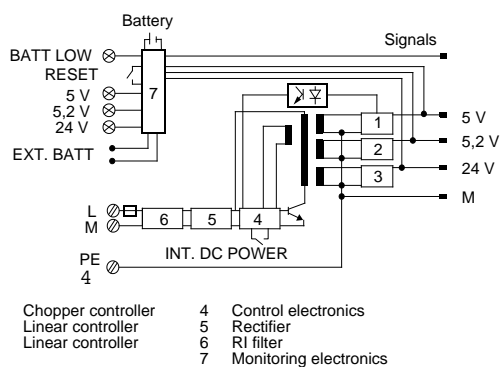 Battery
BATT LOW
Signals
RESET
7
5 V
5,2 V
24 V
EXT. BATT
1
5 V
2
5,2 V
3
24 V
M
L
M
6
5
4
INT. DC POWER
PE
4
Chopper controller 4 Control electronics
Linear controller 5 Rectifier
Linear controller 6 RI filter
7 Monitoring electronics